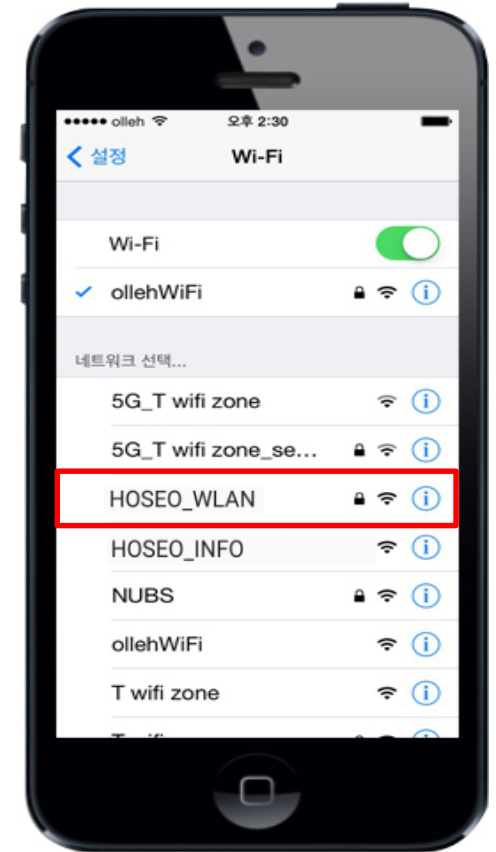 olleh 오후 2:30
설정 Wi-Fi
Wi-Fi
ollehWiFi
네트워크 선택...
5G_T wifi zone
5G_T wifi zone_se...
HOSEO_WLAN
HOSEO_INFO
NUBS
ollehWiFi
T wifi zone